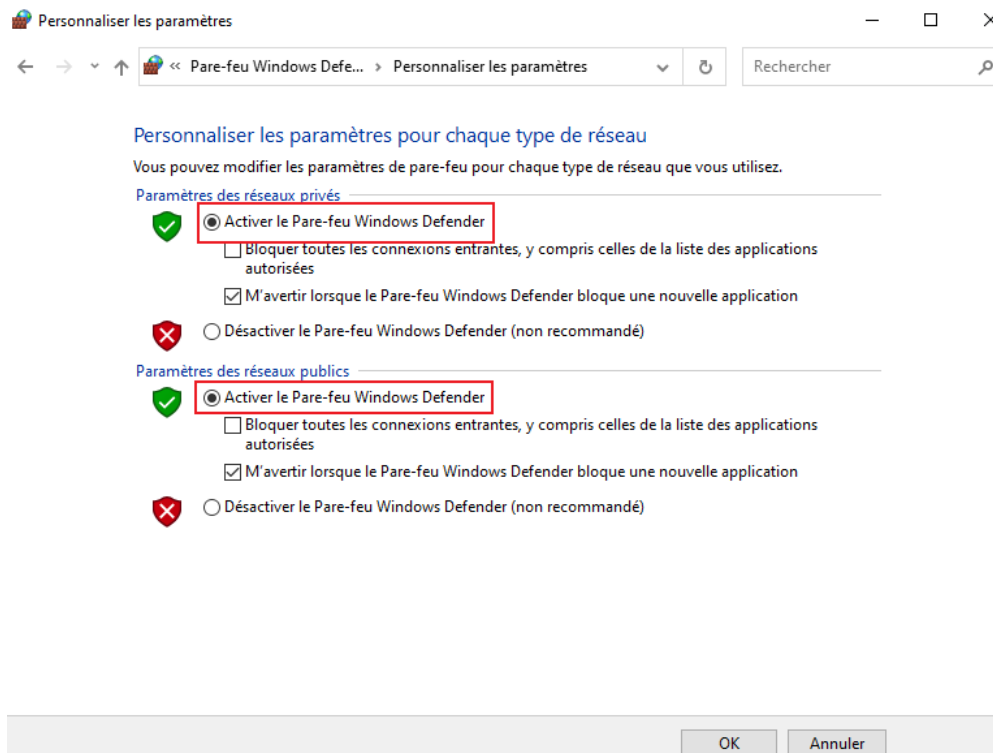 Personnaliser les paramètres
« Pare-feu Windows Defe... › Personnaliser les paramètres
Rechercher
Personnaliser les paramètres pour chaque type de réseau
Vous pouvez modifier les paramètres de pare-feu pour chaque type de réseau que vous utilisez.
Paramètres des réseaux privés
Activer le Pare-feu Windows Defender
Bloquer toutes les connexions entrantes, y compris celles de la liste des applications
autorisées
M'avertir lorsque le Pare-feu Windows Defender bloque une nouvelle application
Désactiver le Pare-feu Windows Defender (non recommandé)
Paramètres des réseaux publics
Activer le Pare-feu Windows Defender
Bloquer toutes les connexions entrantes, y compris celles de la liste des applications
autorisées
M'avertir lorsque le Pare-feu Windows Defender bloque une nouvelle application
Désactiver le Pare-feu Windows Defender (non recommandé)
OK
Annuler